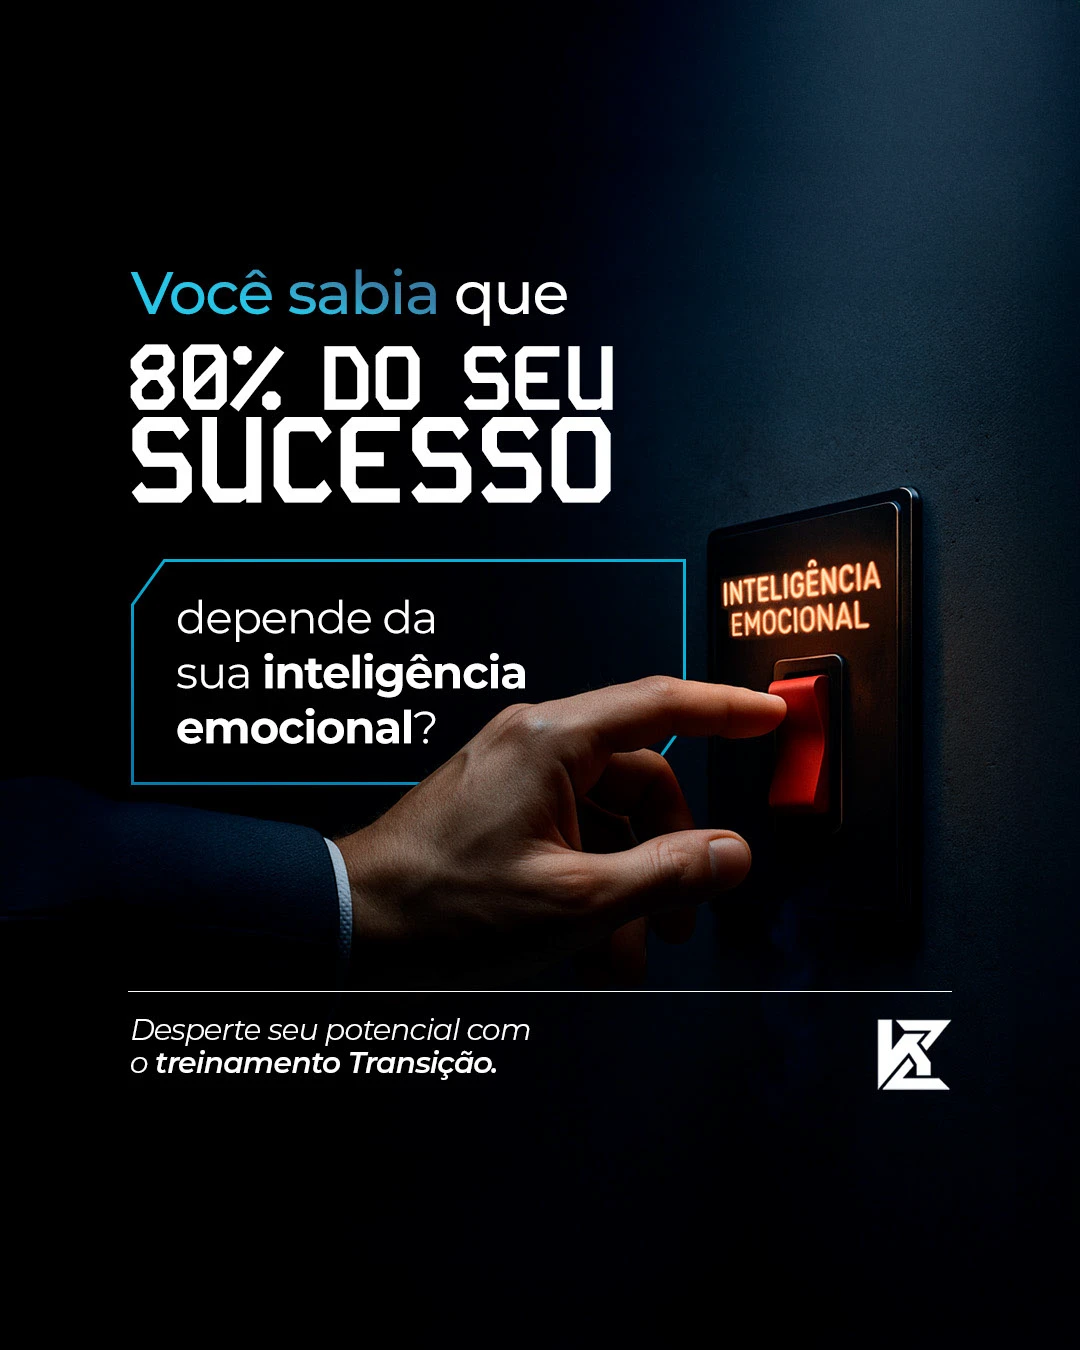 Você sabia que
80% DO SEU
SUCESSO
depende da
sua inteligência
emocional?
INTELIGÊNCIA
EMOCIONAL
Desperte seu potencial com
o treinamento Transição.